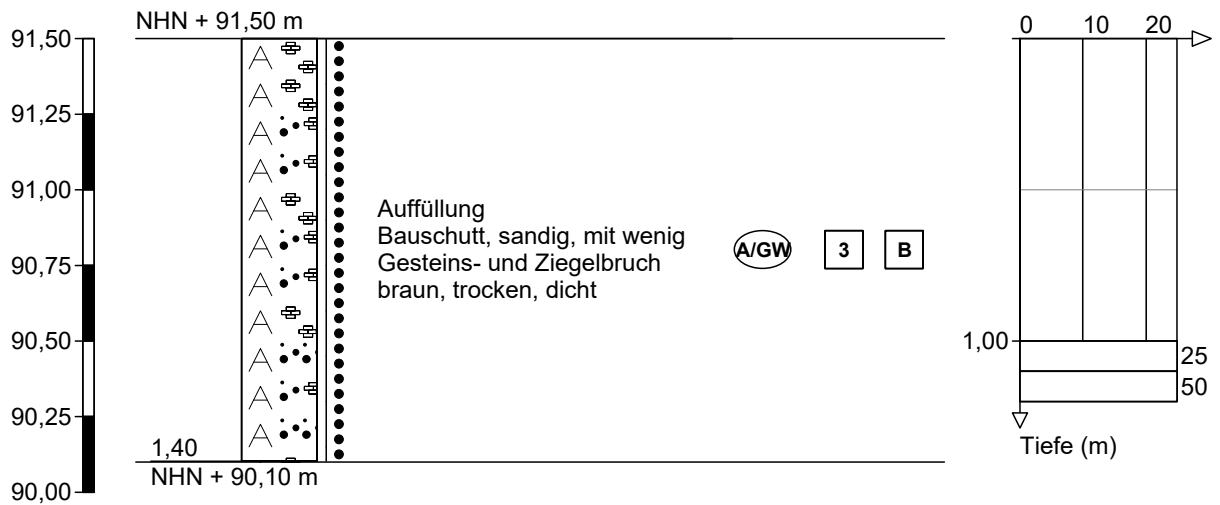 NHN + 91,50 m
91,50
91,25
91,00
90,75
90,50
90,25
90,00
Auffüllung
Bauschutt, sandig, mit wenig
Gesteins- und Ziegelbruch
braun, trocken, dicht
A/GW 3 B
1,40
NHN + 90,10 m
0 10 20
1,00
25
50
Tiefe (m)